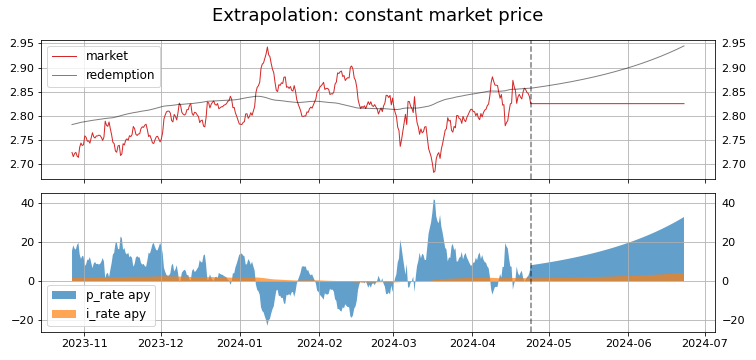 Extrapolation: constant market price
2.95 2.95
market
2.90 2.90
redemption
2.85 2.85
2.80 2.80
2.75 2.75
2.70 2.70
40 40
20 20
0 0
p_rate apy
i_rate apy
−20 −20
2023-11 2023-12 2024-01 2024-02 2024-03 2024-04 2024-05 2024-06 2024-07